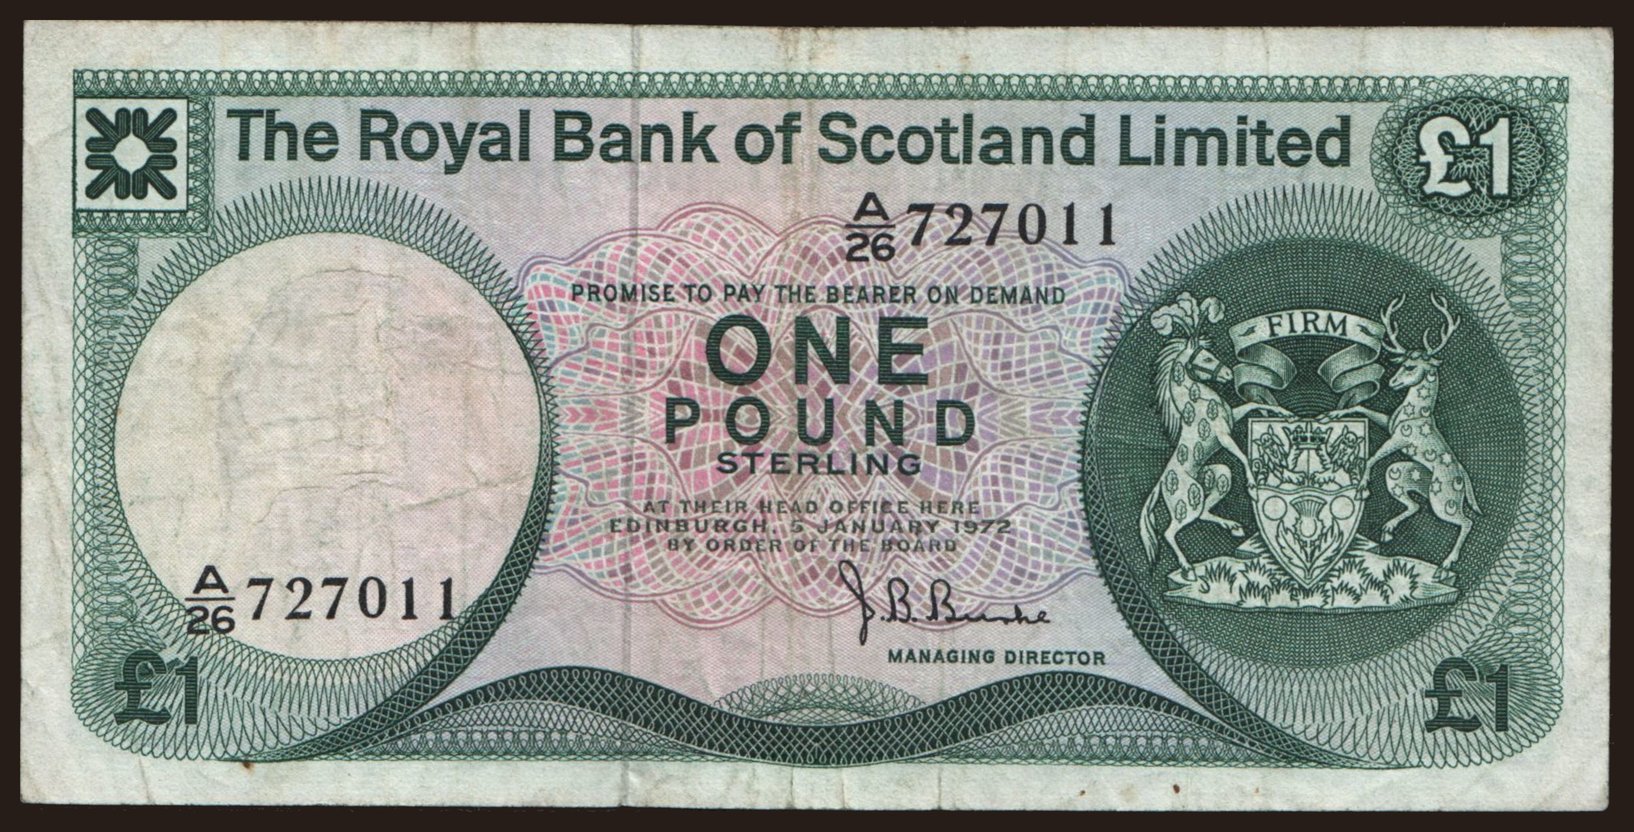 The Royal Bank of Scotland Limited
£1
A/26 727011
PROMISE TO PAY THE BEARER ON DEMAND
ONE
POUND
STERLING
AT THEIR HEAD OFFICE HERE
EDINBURGH, 5 JANUARY 1972
BY ORDER OF THE BOARD
FIRM
J. B. Burke
MANAGING DIRECTOR
A/26 727011
£1
£1